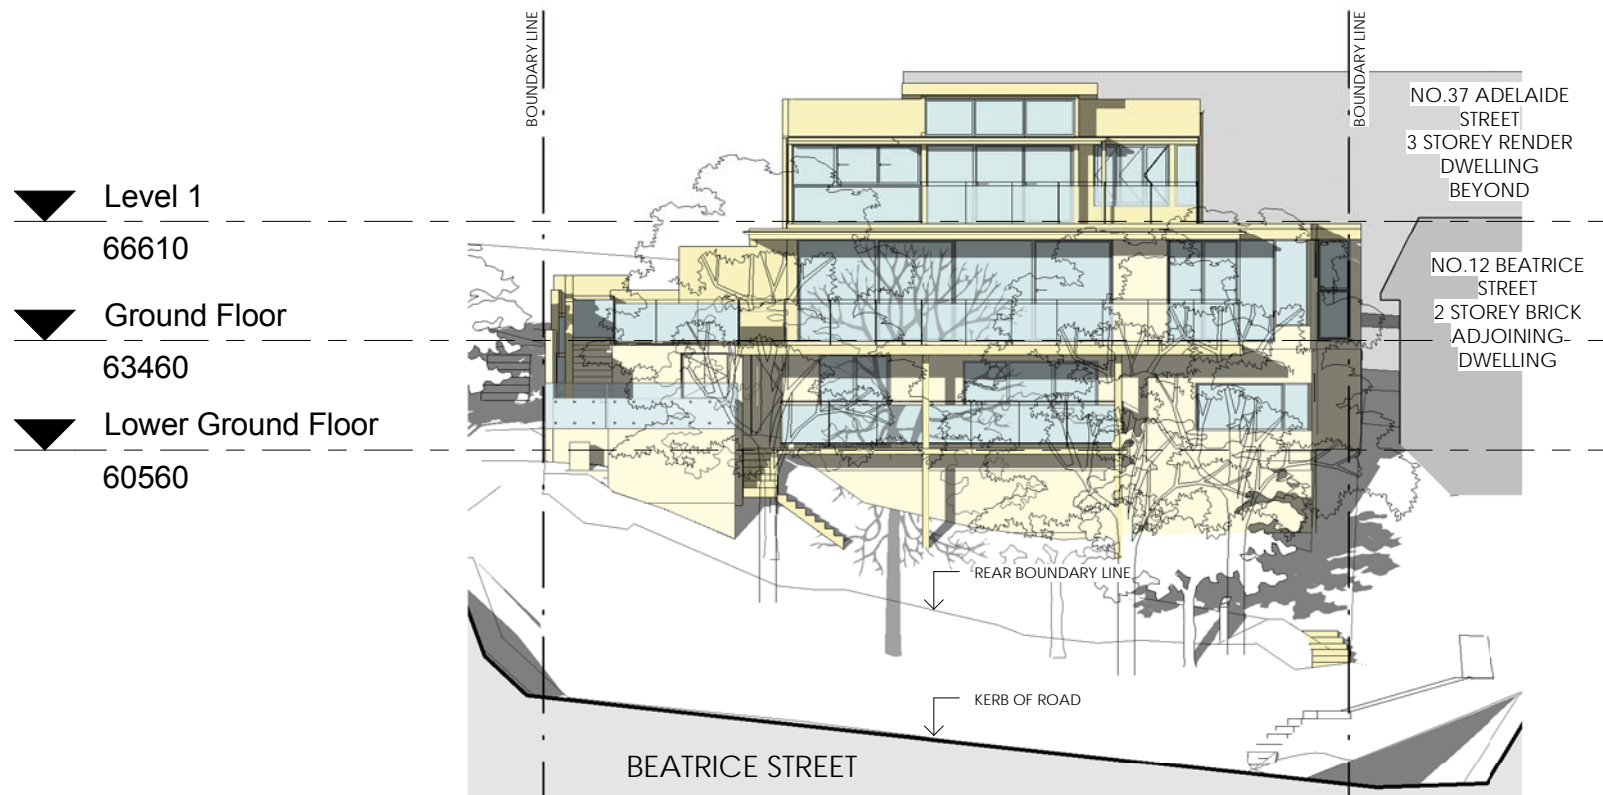 BOUNDARY LINE
BOUNDARY LINE
NO.37 ADELAIDE
STREET
3 STOREY RENDER
DWELLING
BEYOND
Level 1
66610
NO.12 BEATRICE
STREET
2 STOREY BRICK
ADJOINING
DWELLING
Ground Floor
63460
Lower Ground Floor
60560
REAR BOUNDARY LINE
KERB OF ROAD
BEATRICE STREET